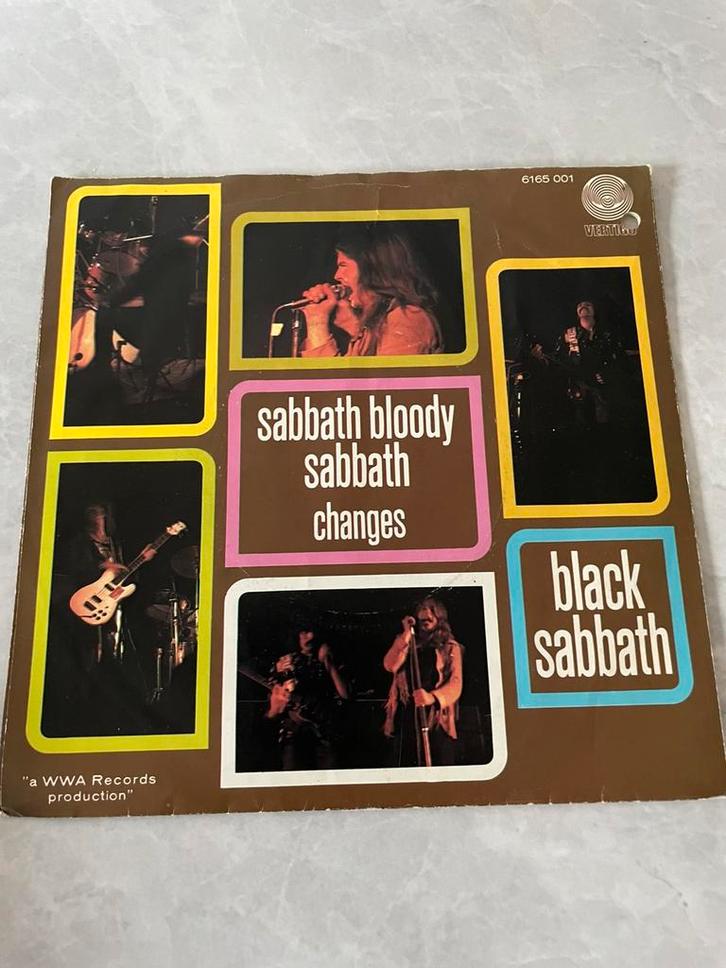 6165 001
VERTIGO
sabbath bloody
sabbath
changes
black
sabbath
"a WWA Records
production"